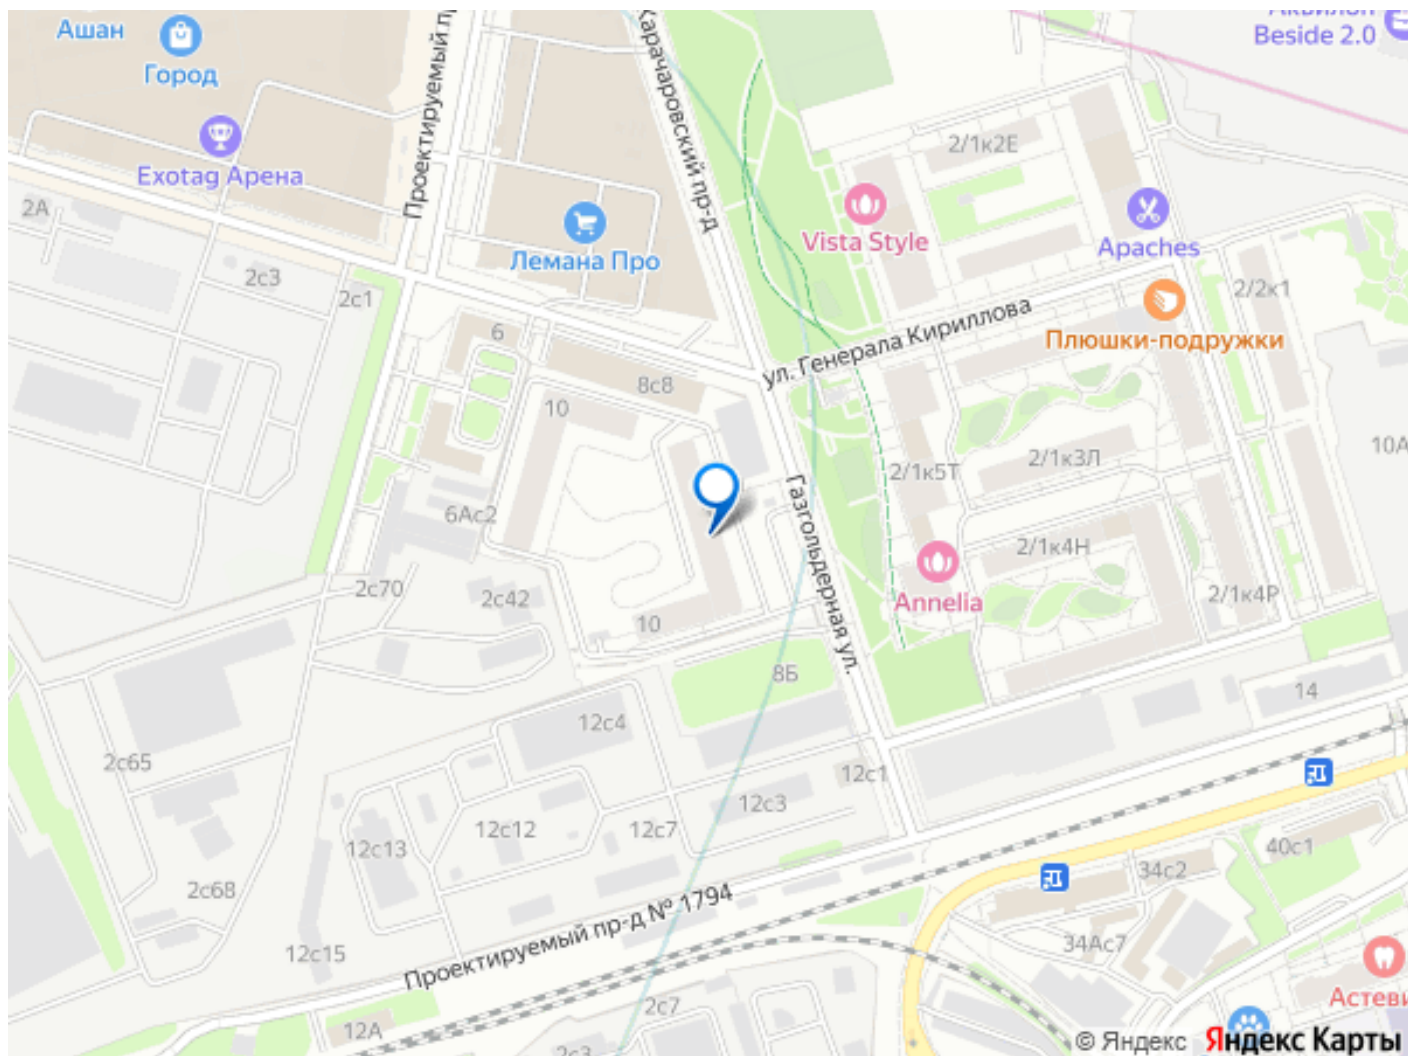 Ашан
Город
Проектируемый пр
Карачаровский пр-д
Beside 2.0
Exotag Арена
2А
2с3
2с1
Лемана Про
2/1к2Е
Vista Style
Apaches
2/2к1
ул. Генерала Кириллова
Плюшки-подружки
6
8с8
10
10А
2/1к5Т
2/1к3Л
6Ас2
Газгольдерная ул.
2/1к4Н
Annelia
2/1к4Р
2с70
2с42
10
8Б
14
12с4
2с65
12с1
12с3
12с12
12с7
12с13
40с1
34с2
2с68
Проектируемый пр-д № 1794
12с15
34Ас7
Астеви
2с7
12А
2с3
© Яндекс Яндекс Карты